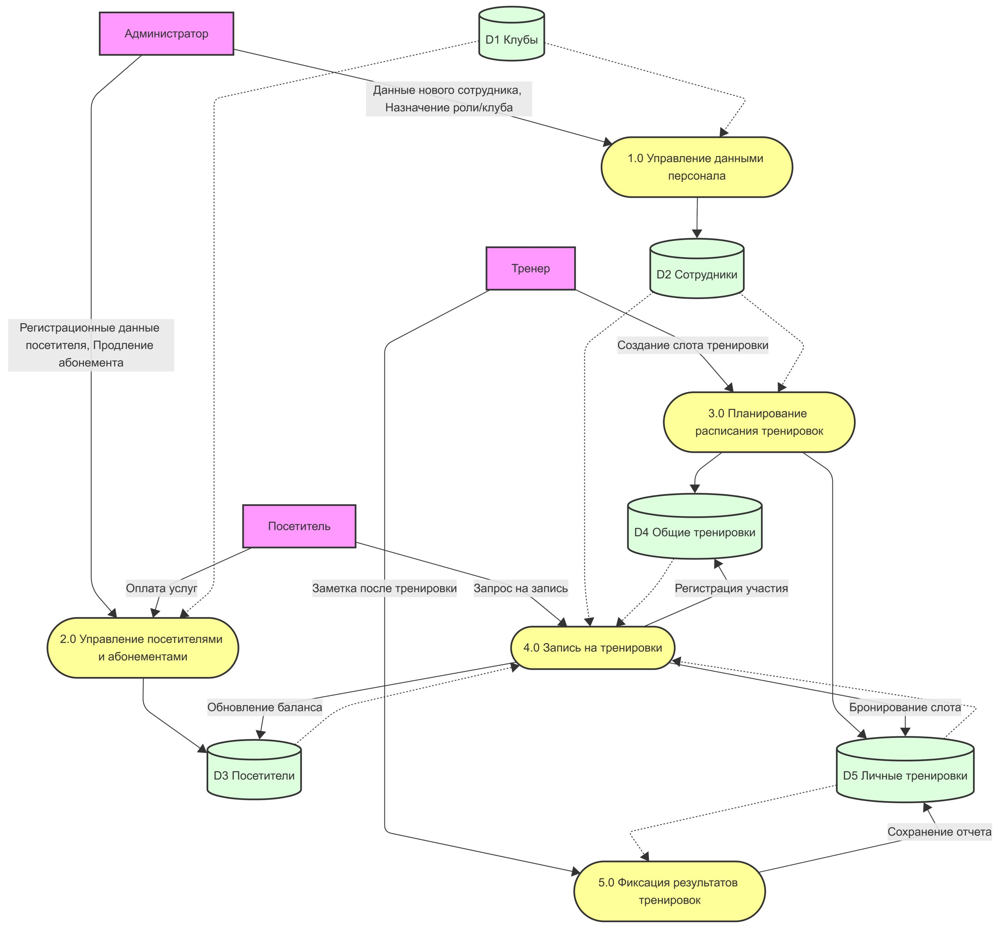 Администратор
D1 Клубы
Данные нового сотрудника,
Назначение роли/клуба
1.0 Управление данными
персонала
Тренер
D2 Сотрудники
Регистрационные данные
посетителя, Продление
абонемента
Создание слота тренировки
3.0 Планирование
расписания тренировок
Посетитель
D4 Общие тренировки
Оплата услуг
Заметка после тренировки
Запрос на запись
Регистрация участия
2.0 Управление посетителями
и абонементами
4.0 Запись на тренировки
Обновление баланса
Бронирование слота
D3 Посетители
D5 Личные тренировки
Сохранение отчета
5.0 Фиксация результатов
тренировок